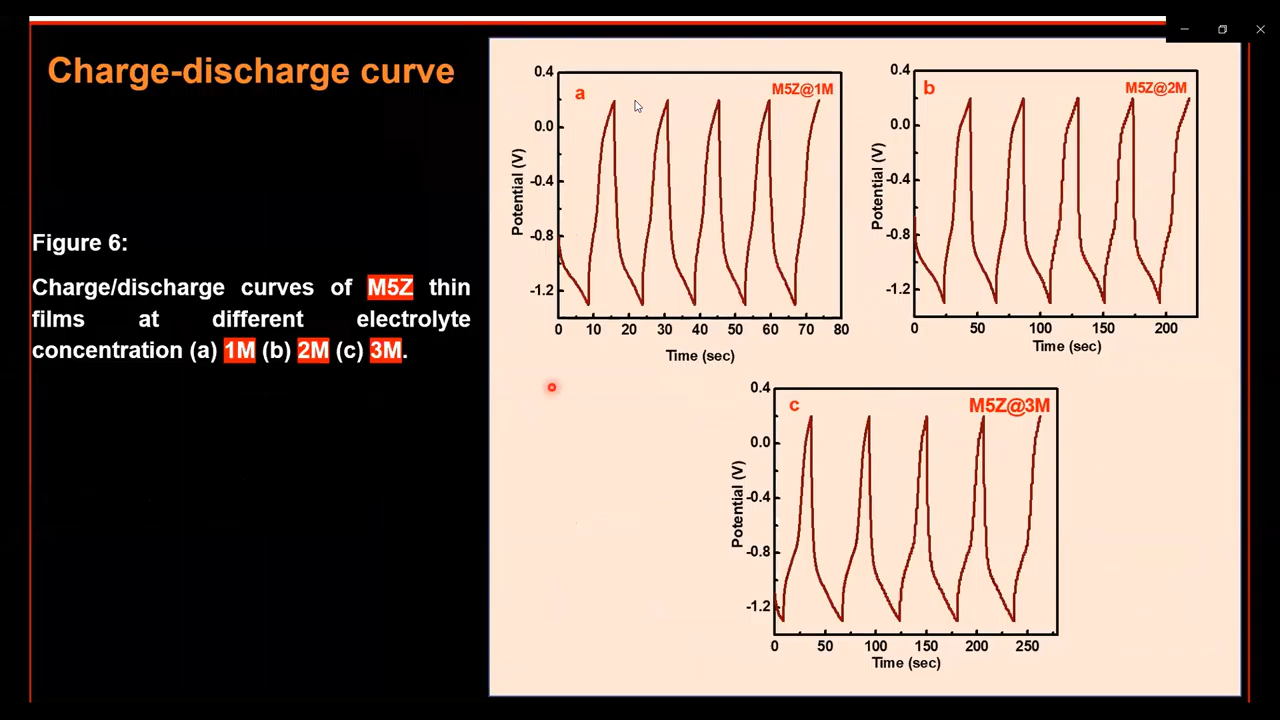 Charge-discharge curve
Figure 6:
Charge/discharge curves of M5Z thin
films at different electrolyte
concentration (a) 1M (b) 2M (c) 3M.
a
M5Z@1M
Potential (V)
0.4
0.0
-0.4
-0.8
-1.2
0 10 20 30 40 50 60 70 80
Time (sec)
b
M5Z@2M
Potential (V)
0.4
0.0
-0.4
-0.8
-1.2
0 50 100 150 200
Time (sec)
c
M5Z@3M
Potential (V)
0.4
0.0
-0.4
-0.8
-1.2
0 50 100 150 200 250
Time (sec)